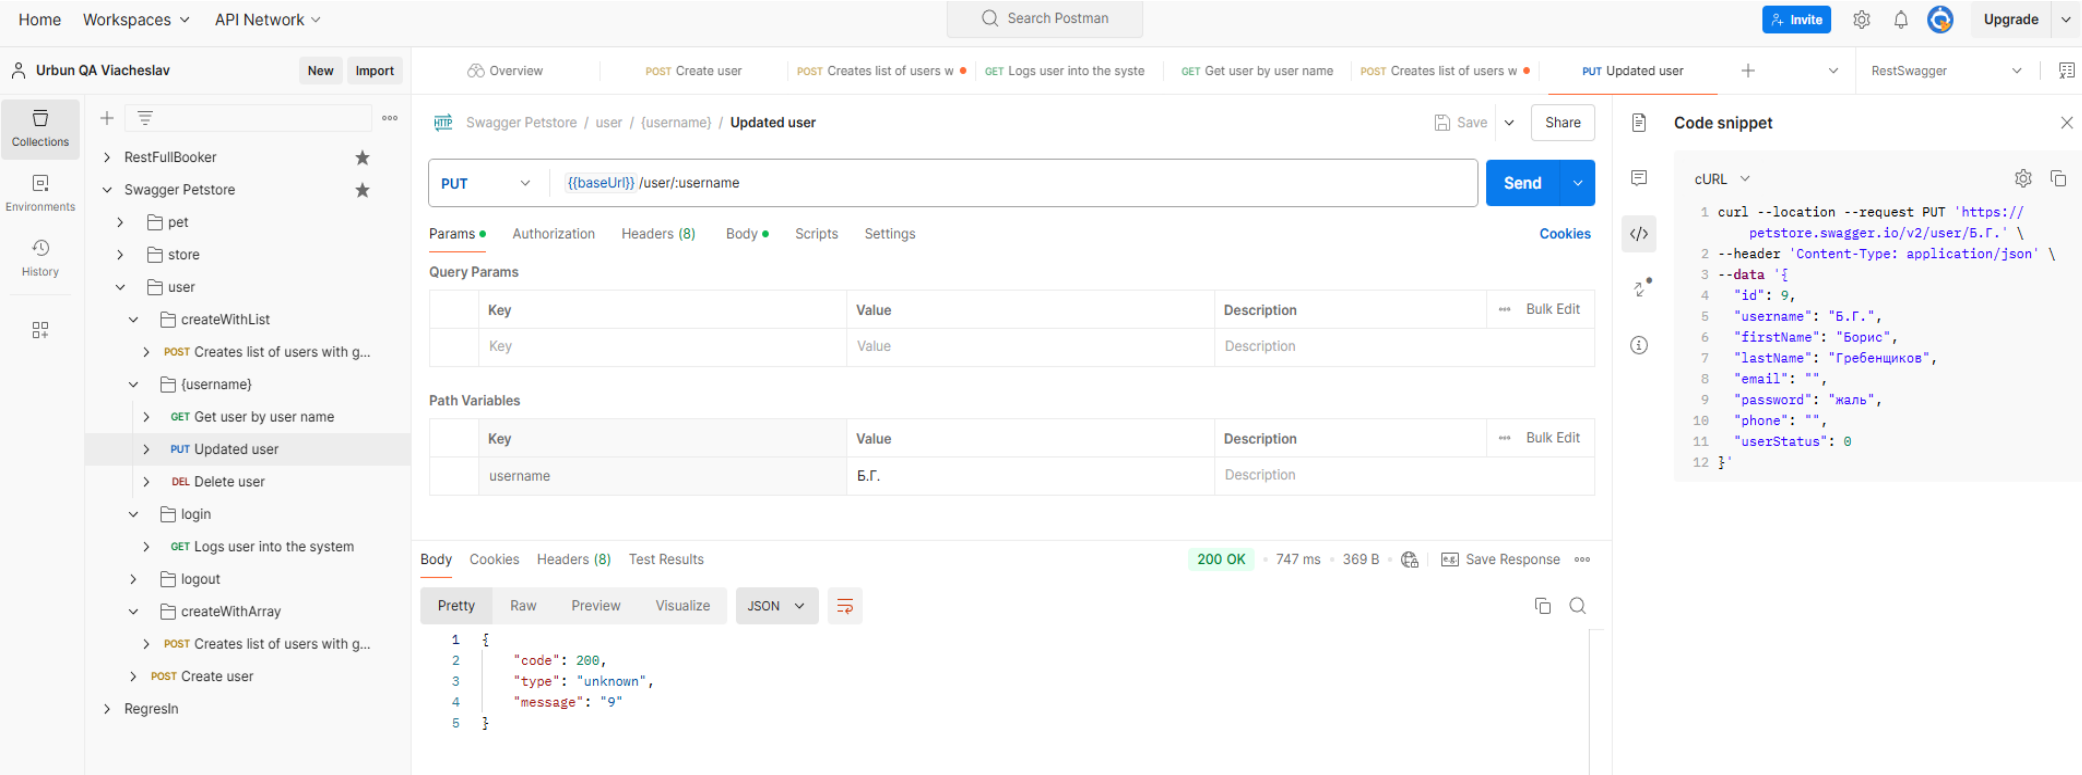 Home Workspaces API Network Search Postman Invite Upgrade
Urbun QA Viacheslav New Import
Overview POST Create user POST Creates list of users w GET Logs user into the syste GET Get user by user name POST Creates list of users w PUT Updated user RestSwagger
Collections
Environments
History
RestFullBooker
Swagger Petstore
pet
store
user
createWithList
POST Creates list of users with g...
{username}
GET Get user by user name
PUT Updated user
DEL Delete user
login
GET Logs user into the system
logout
createWithArray
POST Creates list of users with g...
POST Create user
RegresIn
HTTP Swagger Petstore / user / {username} / Updated user Save Share
PUT {{baseUrl}} /user/:username Send
Params Authorization Headers (8) Body Scripts Settings Cookies
Query Params
Key Value Description Bulk Edit
Key Value Description
Path Variables
Key Value Description Bulk Edit
username Б.Г. Description
Body Cookies Headers (8) Test Results 200 OK 747 ms 369 B e.g. Save Response
Pretty Raw Preview Visualize JSON
1 {
2 "code": 200,
3 "type": "unknown",
4 "message": "9"
5 }
Code snippet
cURL
1 curl --location --request PUT 'https://
petstore.swagger.io/v2/user/Б.Г.' \
2 --header 'Content-Type: application/json' \
3 --data '{
4 "id": 9,
5 "username": "Б.Г.",
6 "firstName": "Борис",
7 "lastName": "Гребенщиков",
8 "email": "",
9 "password": "жаль",
10 "phone": "",
11 "userStatus": 0
12 }'